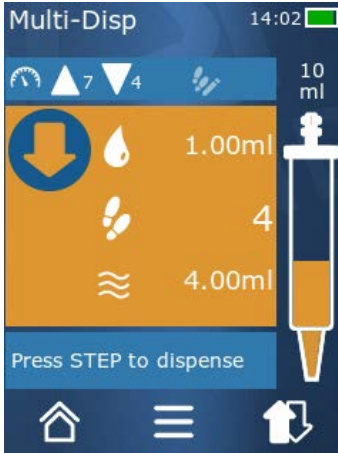 Multi-Disp 14:02
7 4
10
ml
1.00ml
4
4.00ml
Press STEP to dispense